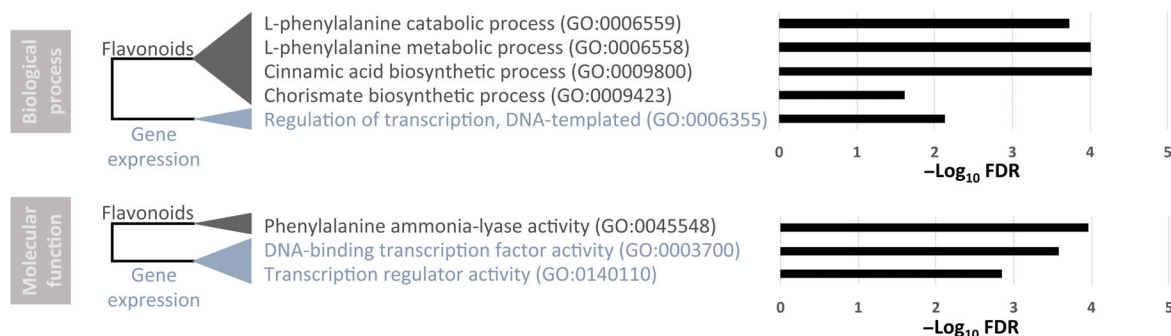 Biological
process
Flavonoids
Gene
expression
L-phenylalanine catabolic process (GO:0006559)
L-phenylalanine metabolic process (GO:0006558)
Cinnamic acid biosynthetic process (GO:0009800)
Chorismate biosynthetic process (GO:0009423)
Regulation of transcription, DNA-templated (GO:0006355)
0 1 2 3 4 5
–Log10 FDR
Molecular
function
Flavonoids
Gene
expression
Phenylalanine ammonia-lyase activity (GO:0045548)
DNA-binding transcription factor activity (GO:0003700)
Transcription regulator activity (GO:0140110)
0 1 2 3 4 5
–Log10 FDR